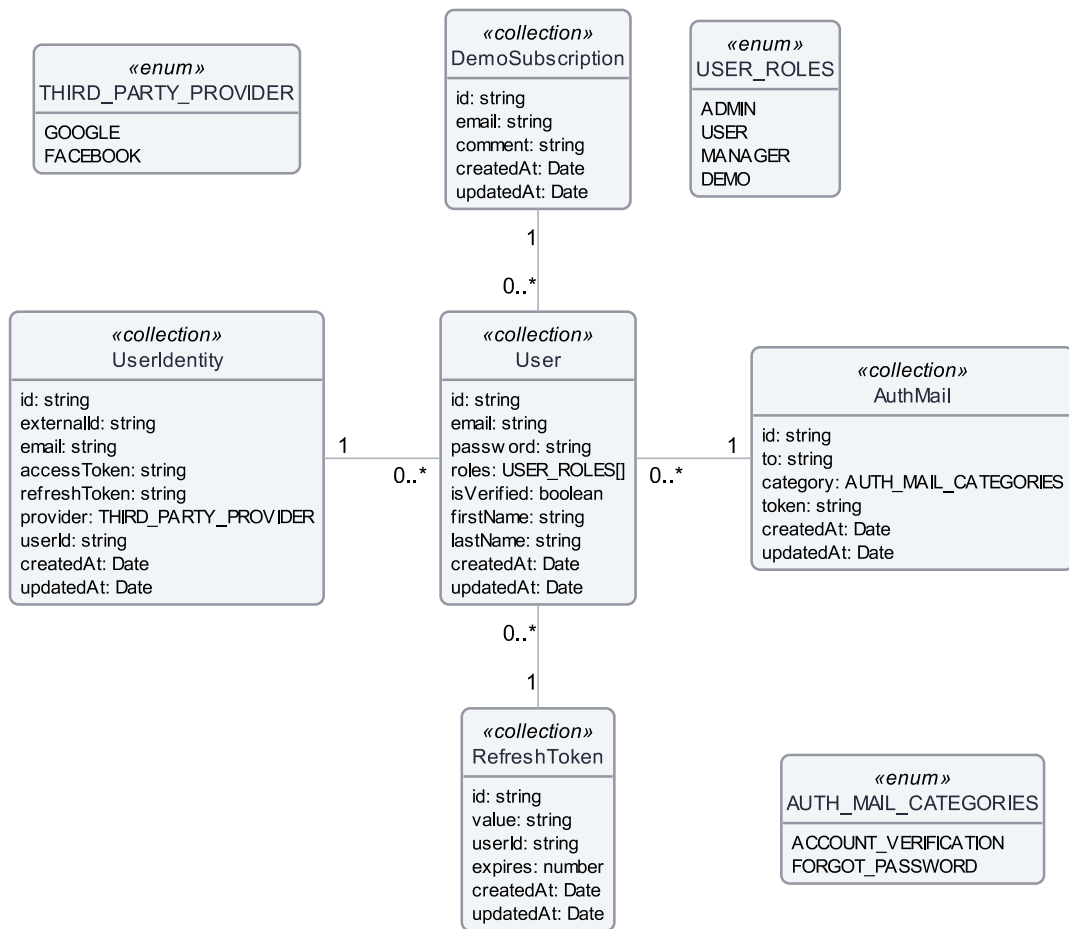 «enum»
THIRD_PARTY_PROVIDER
GOOGLE
FACEBOOK
«collection»
DemoSubscription
id: string
email: string
comment: string
createdAt: Date
updatedAt: Date
«enum»
USER_ROLES
ADMIN
USER
MANAGER
DEMO
1
0..*
«collection»
UserIdentity
id: string
externalId: string
email: string
accessToken: string
refreshToken: string
provider: THIRD_PARTY_PROVIDER
userId: string
createdAt: Date
updatedAt: Date
1
0..*
«collection»
User
id: string
email: string
password: string
roles: USER_ROLES[]
isVerified: boolean
firstName: string
lastName: string
createdAt: Date
updatedAt: Date
1
0..*
«collection»
AuthMail
id: string
to: string
category: AUTH_MAIL_CATEGORIES
token: string
createdAt: Date
updatedAt: Date
0..*
1
«collection»
RefreshToken
id: string
value: string
userId: string
expires: number
createdAt: Date
updatedAt: Date
«enum»
AUTH_MAIL_CATEGORIES
ACCOUNT_VERIFICATION
FORGOT_PASSWORD